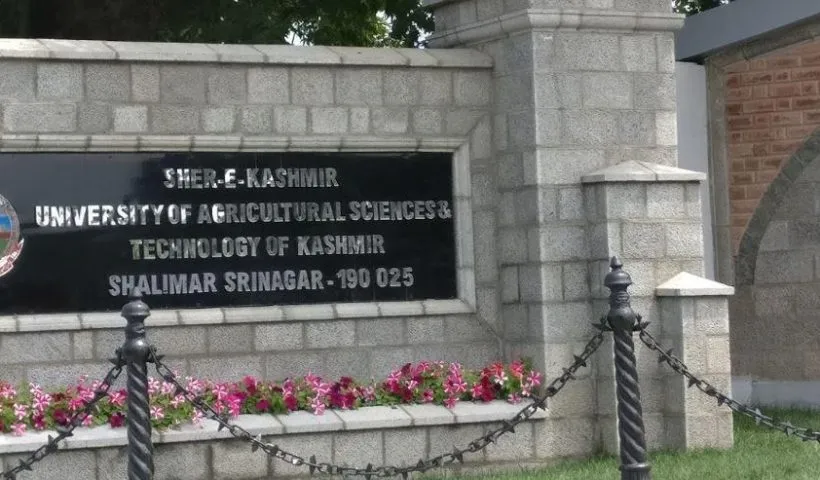 SHER-E-KASHMIR
UNIVERSITY OF AGRICULTURAL SCIENCES &
TECHNOLOGY OF KASHMIR
SHALIMAR SRINAGAR - 190 025